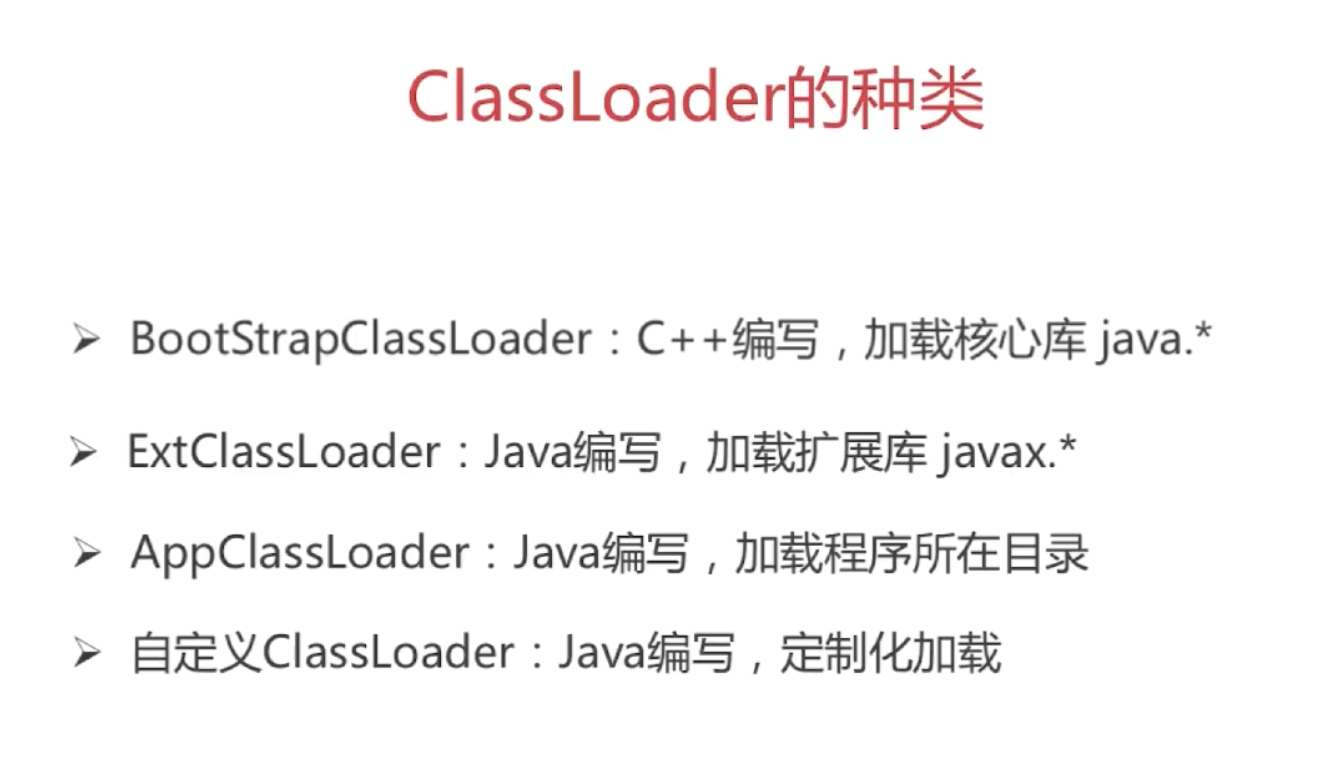 ClassLoader的种类
➢ BootStrapClassLoader：C++编写，加载核心库 java.*
➢ ExtClassLoader：Java编写，加载扩展库 javax.*
➢ AppClassLoader：Java编写，加载程序所在目录
➢ 自定义ClassLoader：Java编写，定制化加载